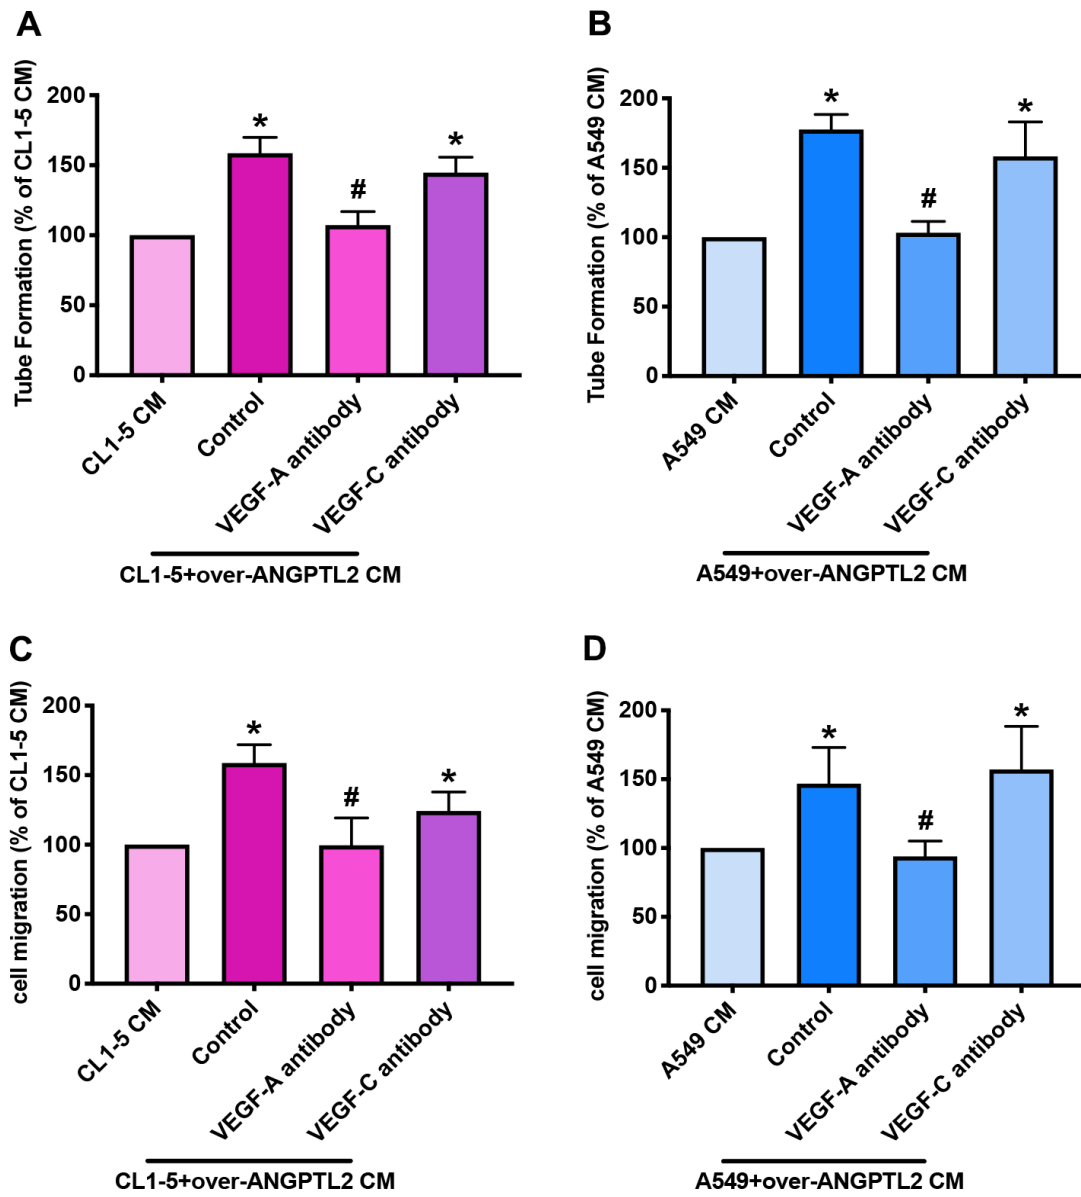 A
Tube Formation (% of CL1-5 CM)
200
150
100
50
0
*
#
*
CL1-5 CM
Control
VEGF-A antibody
VEGF-C antibody
CL1-5+over-ANGPTL2 CM
B
Tube Formation (% of A549 CM)
200
150
100
50
0
*
#
*
A549 CM
Control
VEGF-A antibody
VEGF-C antibody
A549+over-ANGPTL2 CM
C
cell migration (% of CL1-5 CM)
200
150
100
50
0
*
#
*
CL1-5 CM
Control
VEGF-A antibody
VEGF-C antibody
CL1-5+over-ANGPTL2 CM
D
cell migration (% of A549 CM)
200
150
100
50
0
*
#
*
A549 CM
Control
VEGF-A antibody
VEGF-C antibody
A549+over-ANGPTL2 CM